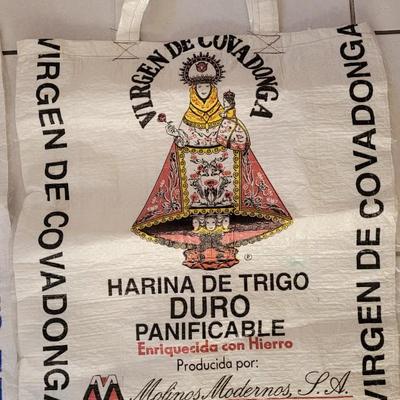 VIRGEN DE COVADONGA
VIRGEN DE COVADONGA
VIRGEN DE COVADONGA
HARINA DE TRIGO
DURO
PANIFICABLE
Enriquecida con Hierro
Producida por:
M Molinos Modernos, S.A.
®